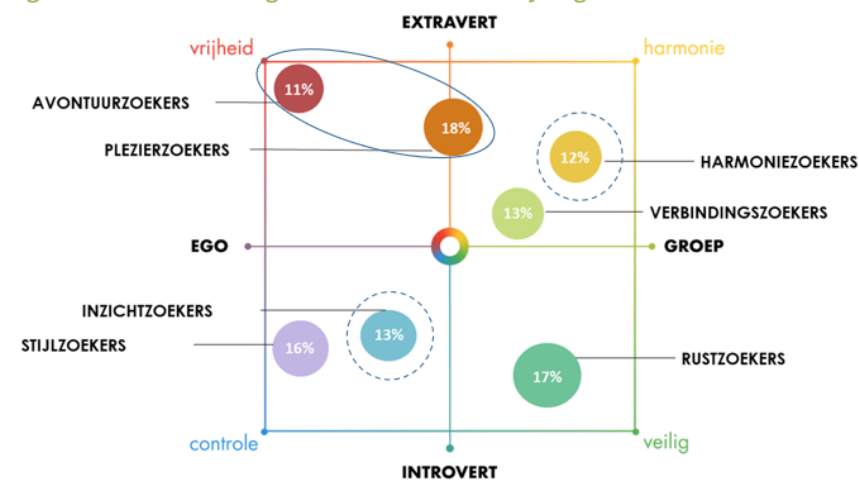 EXTRAVERT
vrijheid
harmonie
11%
AVONTUURZOEKERS
18%
PLEZIERZOEKERS
12%
HARMONIEZOEKERS
13%
VERBINDINGSZOEKERS
EGO
GROEP
INZICHTZOEKERS
13%
STIJLZOEKERS
16%
RUSTZOEKERS
17%
controle
veilig
INTROVERT